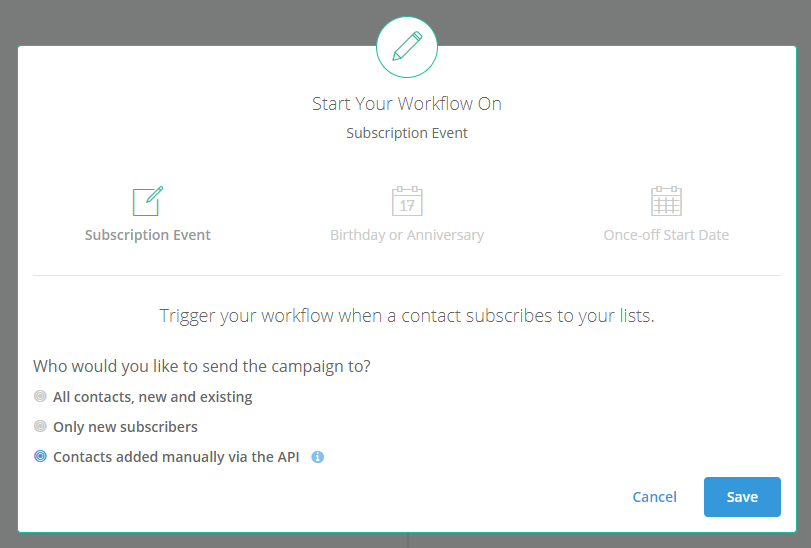 Start Your Workflow On
Subscription Event
17
Subscription Event
Birthday or Anniversary
Once-off Start Date
Trigger your workflow when a contact subscribes to your lists.
Who would you like to send the campaign to?
All contacts, new and existing
Only new subscribers
Contacts added manually via the API i
Cancel
Save